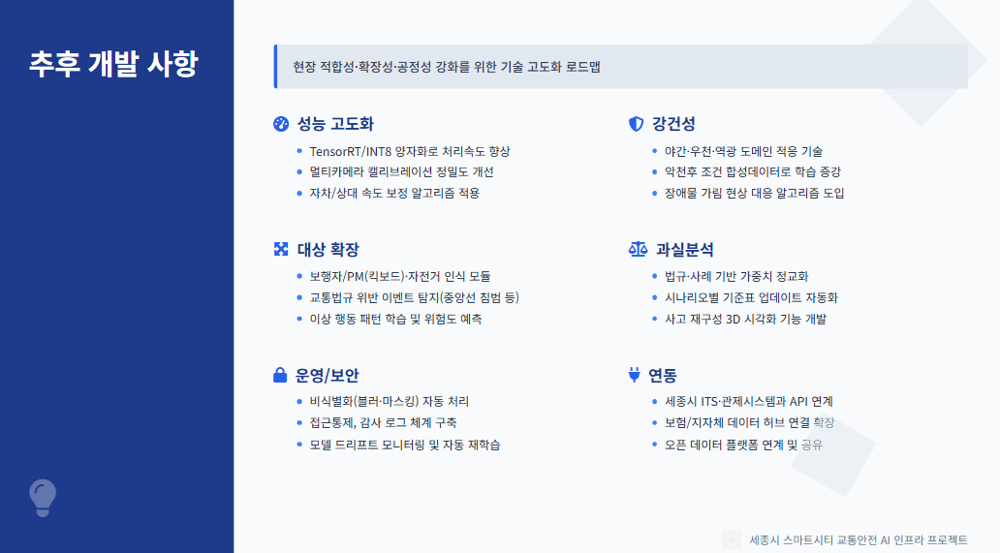 추후 개발 사항
현장 적합성·확장성·공정성 강화를 위한 기술 고도화 로드맵
성능 고도화
TensorRT/INT8 양자화로 처리속도 향상
멀티카메라 캘리브레이션 정밀도 개선
자차/상대 속도 보정 알고리즘 적용
강건성
야간·우천·역광 도메인 적응 기술
악천후 조건 합성데이터로 학습 증강
장애물 가림 현상 대응 알고리즘 도입
대상 확장
보행자/PM(킥보드)·자전거 인식 모듈
교통법규 위반 이벤트 탐지(중앙선 침범 등)
이상 행동 패턴 학습 및 위험도 예측
과실분석
법규·사례 기반 가중치 정교화
시나리오별 기준표 업데이트 자동화
사고 재구성 3D 시각화 기능 개발
운영/보안
비식별화(블러·마스킹) 자동 처리
접근통제, 감사 로그 체계 구축
모델 드리프트 모니터링 및 자동 재학습
연동
세종시 ITS·관제시스템과 API 연계
보험/지자체 데이터 허브 연결 확장
오픈 데이터 플랫폼 연계 및 공유
세종시 스마트시티 교통안전 AI 인프라 프로젝트